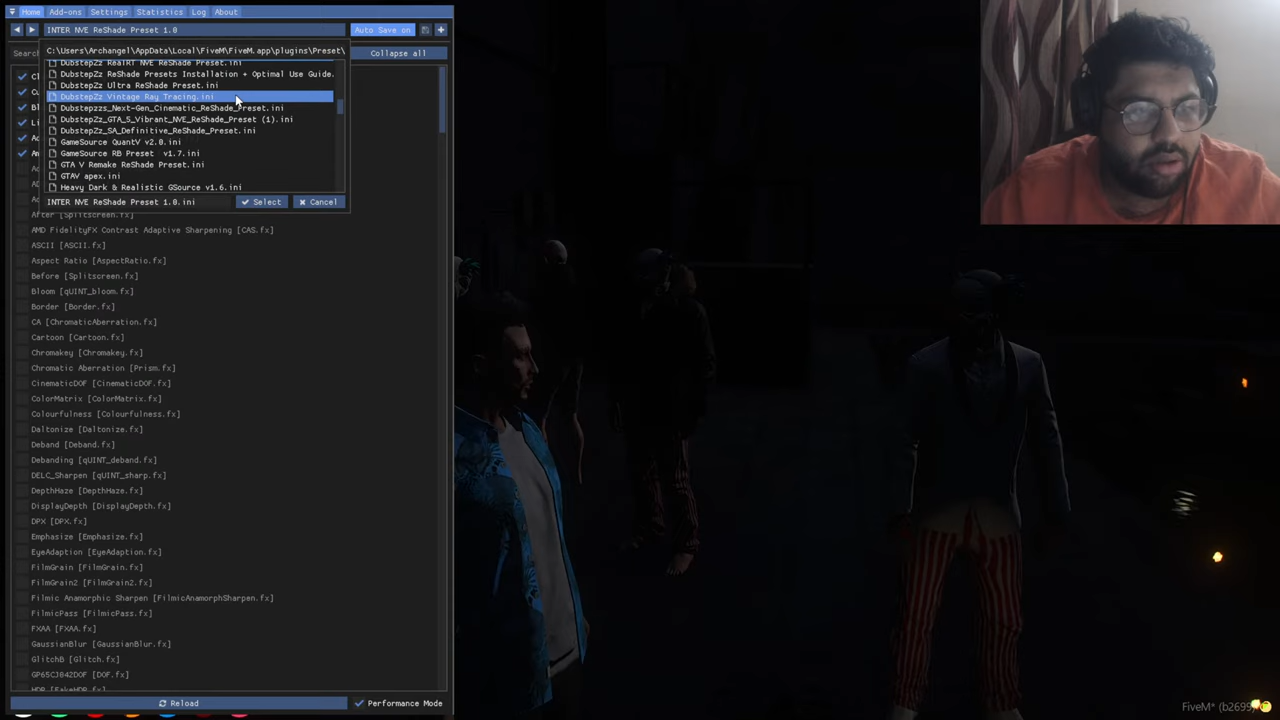 Home Add-ons Settings Statistics Log About
INTER NVE ReShade Preset 1.0 Auto Save on
C:\Users\Archangel\AppData\Local\FiveM\FiveM.app\plugins\Preset\
Search Collapse all
DubstepZz RealRT NVE ReShade Preset.ini
DubstepZz ReShade Presets Installation + Optimal Use Guide.
DubstepZz Ultra ReShade Preset.ini
DubstepZz Vintage Ray Tracing.ini
Dubstepzzs_Next-Gen_Cinematic_ReShade_Preset.ini
DubstepZz_GTA_5_Vibrant_NVE_ReShade_Preset (1).ini
DubstepZz_SA_Definitive_ReShade_Preset.ini
GameSource QuantV v2.0.ini
GameSource RB Preset v1.7.ini
GTA V Remake ReShade Preset.ini
GTAV apex.ini
Heavy Dark & Realistic GSource v1.6.ini
INTER NVE ReShade Preset 1.0.ini Select Cancel
After [Splitscreen.fx]
AMD FidelityFX Contrast Adaptive Sharpening [CAS.fx]
ASCII [ASCII.fx]
Aspect Ratio [AspectRatio.fx]
Before [Splitscreen.fx]
Bloom [qUINT_bloom.fx]
Border [Border.fx]
CA [ChromaticAberration.fx]
Cartoon [Cartoon.fx]
Chromakey [Chromakey.fx]
Chromatic Aberration [Prism.fx]
CinematicDOF [CinematicDOF.fx]
ColorMatrix [ColorMatrix.fx]
Colourfulness [Colourfulness.fx]
Daltonize [Daltonize.fx]
Deband [Deband.fx]
Debanding [qUINT_deband.fx]
DELC_Sharpen [qUINT_sharp.fx]
DepthHaze [DepthHaze.fx]
DisplayDepth [DisplayDepth.fx]
DPX [DPX.fx]
Emphasize [Emphasize.fx]
EyeAdaption [EyeAdaption.fx]
FilmGrain [FilmGrain.fx]
FilmGrain2 [FilmGrain2.fx]
Filmic Anamorphic Sharpen [FilmicAnamorphSharpen.fx]
FilmicPass [FilmicPass.fx]
FXAA [FXAA.fx]
GaussianBlur [GaussianBlur.fx]
GlitchB [Glitch.fx]
GP65CJ042DOF [DOF.fx]
HDR [FakeHDR.fx]
Reload Performance Mode
FiveM* (b2699)